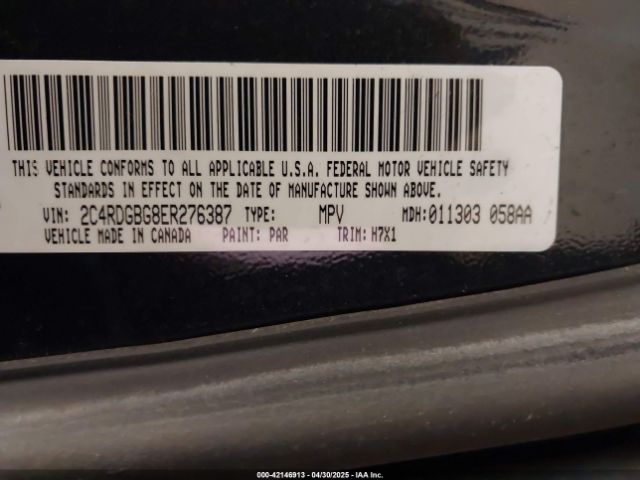 THIS VEHICLE CONFORMS TO ALL APPLICABLE U.S.A. FEDERAL MOTOR VEHICLE SAFETY
STANDARDS IN EFFECT ON THE DATE OF MANUFACTURE SHOWN ABOVE.
VIN: 2C4RDGBG8ER276387 TYPE: MPV MDH:011303 058AA
VEHICLE MADE IN CANADA PAINT: PAR TRIM: H7X1
000-42146913 - 04/30/2025 - IAA Inc.